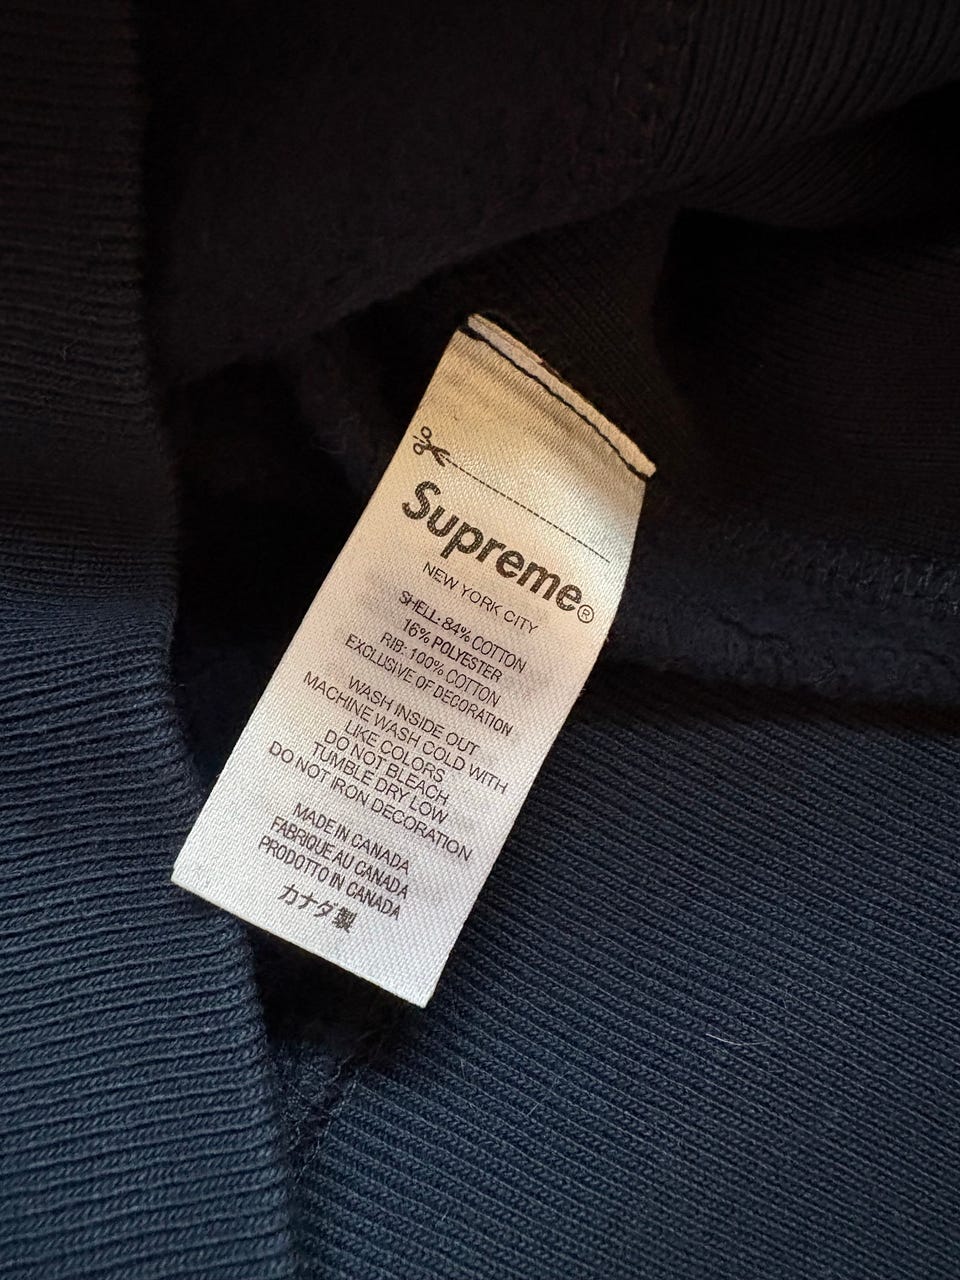 Supreme®
NEW YORK CITY
SHELL: 84% COTTON
16% POLYESTER
RIB: 100% COTTON
EXCLUSIVE OF DECORATION
WASH INSIDE OUT
MACHINE WASH COLD WITH
LIKE COLORS
DO NOT BLEACH
TUMBLE DRY LOW
DO NOT IRON DECORATION
MADE IN CANADA
FABRIQUE AU CANADA
PRODOTTO IN CANADA
カナダ製